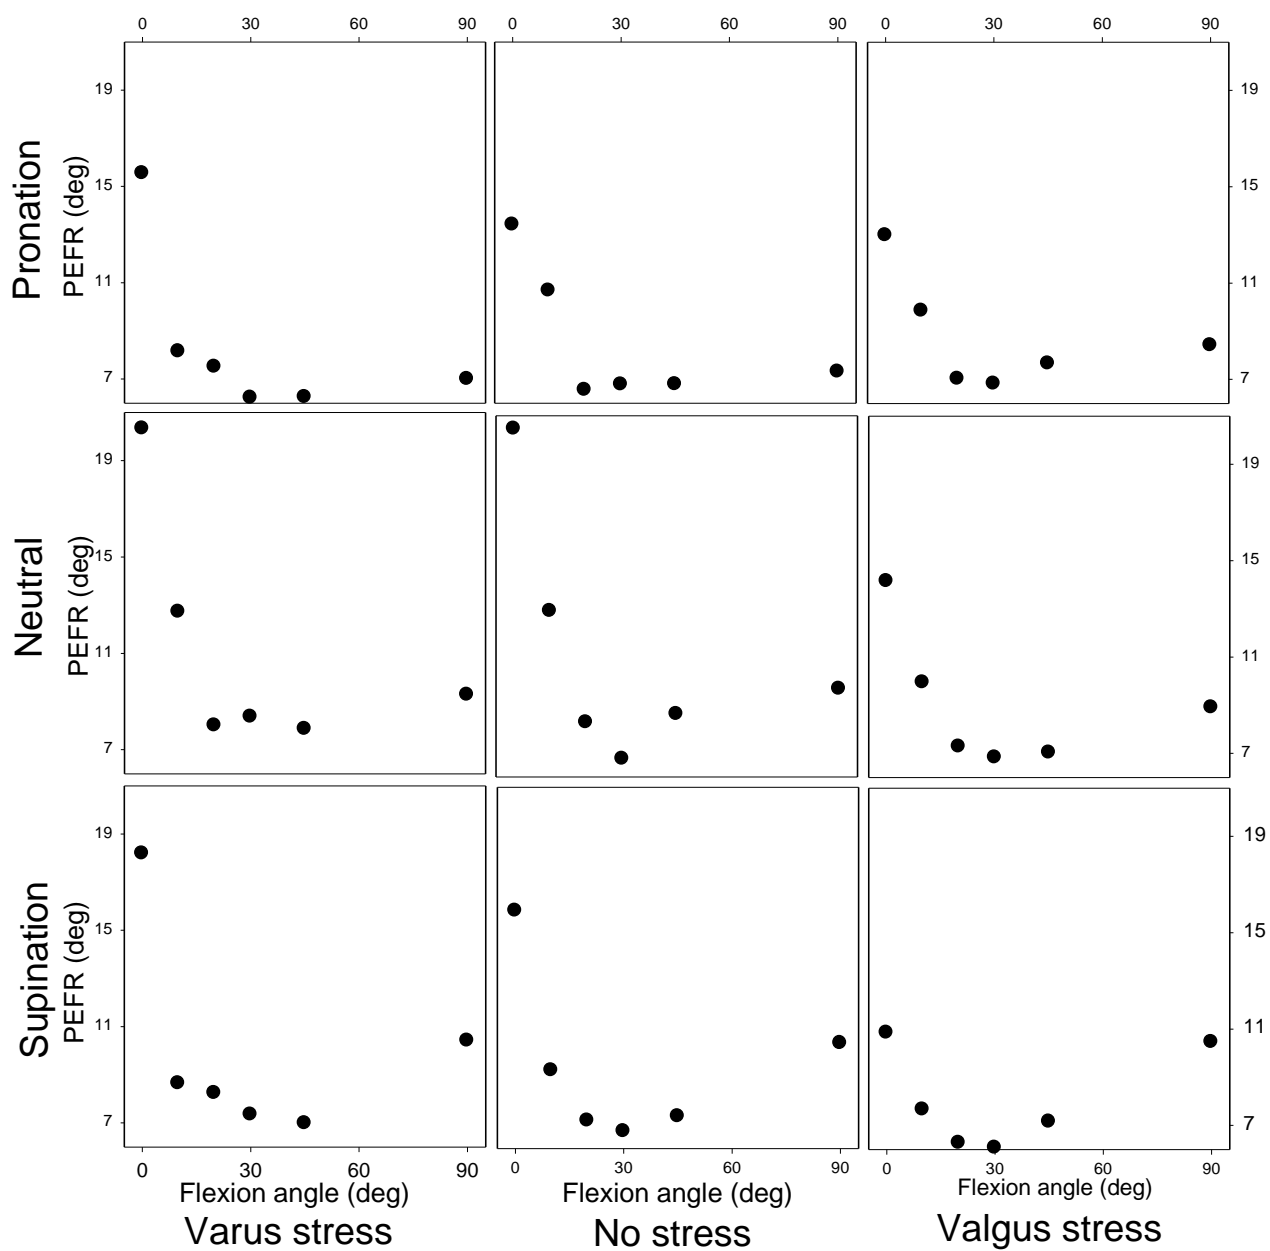 0 30 60 90 0 30 60 90 0 30 60 90
19 19
15 15
11 11
7 7
Pronation
PEFR (deg)
19 19
15 15
11 11
7 7
Neutral
PEFR (deg)
19 19
15 15
11 11
7 7
Supination
PEFR (deg)
0 30 60 90 0 30 60 90 0 30 60 90
Flexion angle (deg) Flexion angle (deg) Flexion angle (deg)
Varus stress No stress Valgus stress